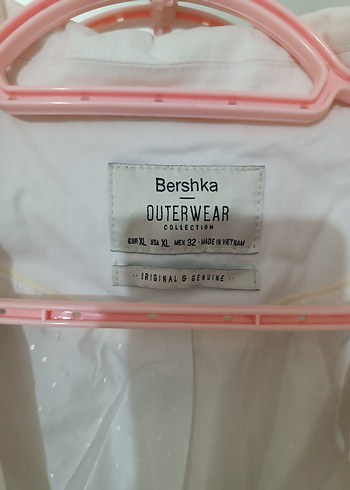 Bershka
OUTERWEAR
COLLECTION
EUR XL USA XL MEX 32 · MADE IN VIETNAM
·· ORIGINAL & GENUINE ··